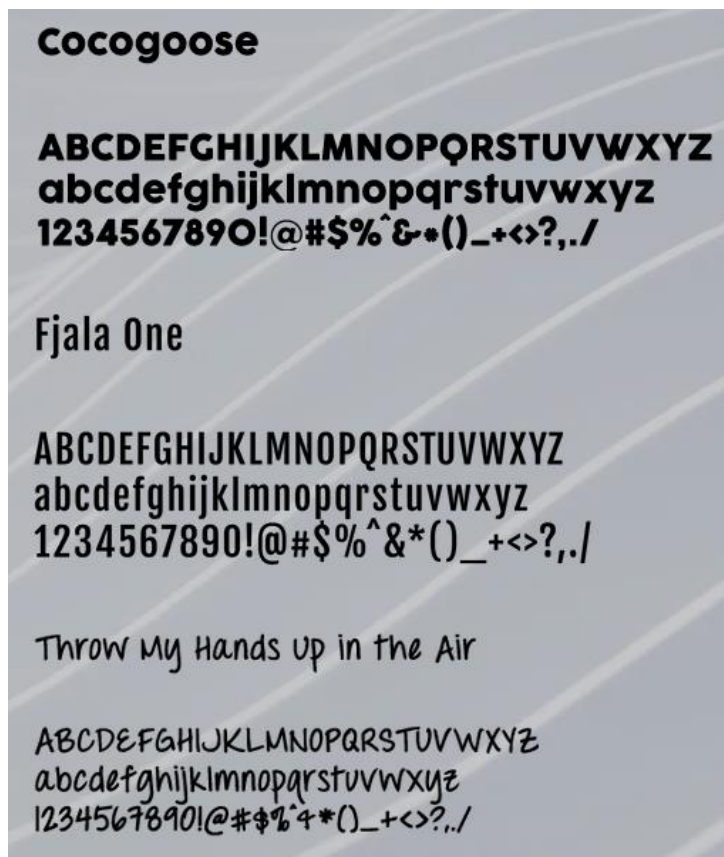 Cocogoose
ABCDEFGHIJKLMNOPQRSTUVWXYZ
abcdefghijklmnopqrstuvwxyz
1234567890!@#$%^&*()_+<>?,./
Fjala One
ABCDEFGHIJKLMNOPQRSTUVWXYZ
abcdefghijklmnopqrstuvwxyz
1234567890!@#$%^&*()_+<>?,./
Throw My Hands Up in the Air
ABCDEFGHIJKLMNOPQRSTUVWXYZ
abcdefghijklmnopqrstuvwxyz
1234567890!@#$%^&*()_+<>?,./